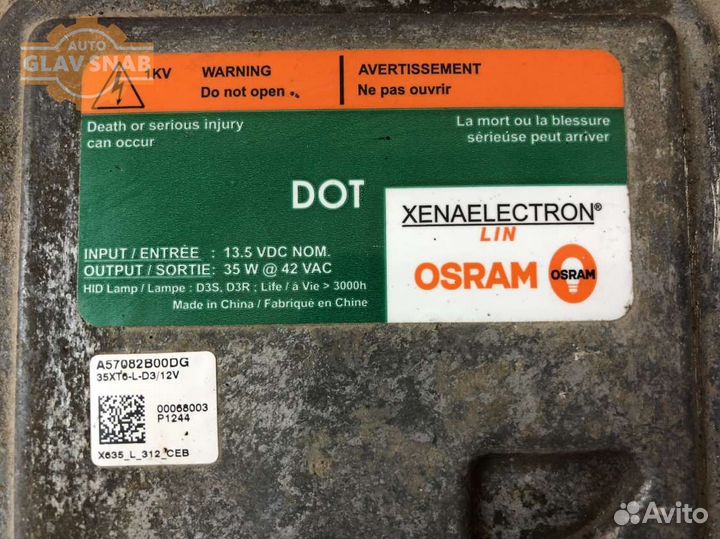 AUTO
GLAV SNAB
1KV
WARNING
Do not open
AVERTISSEMENT
Ne pas ouvrir
Death or serious injury
can occur
La mort ou la blessure
sérieuse peut arriver
DOT
XENAELECTRON®
LIN
OSRAM
OSRAM
INPUT / ENTRÉE : 13.5 VDC NOM.
OUTPUT / SORTIE: 35 W @ 42 VAC
HID Lamp / Lampe : D3S, D3R ; Life / à Vie > 3000h
Made in China / Fabriqué en Chine
A57082B00DG
35XT6-L-D3/12V
00068003
P1244
X635_L_312_CEB
Avito